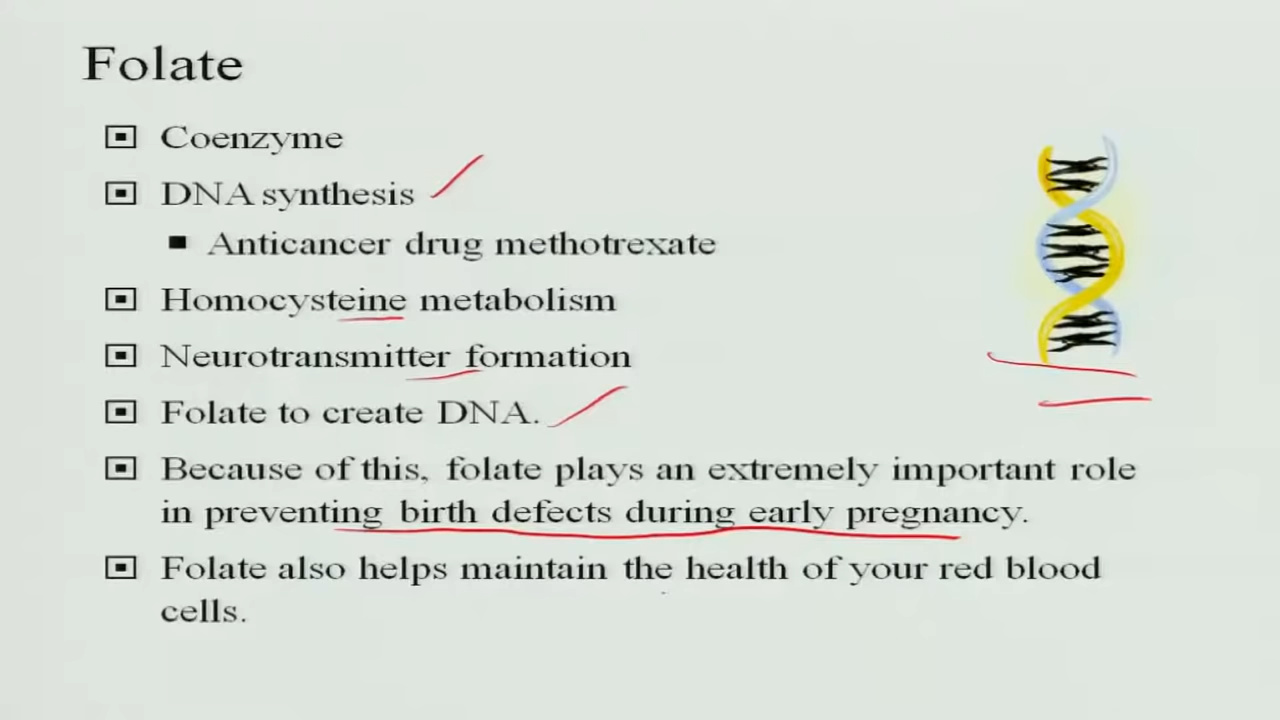 Folate
Coenzyme
DNA synthesis
Anticancer drug methotrexate
Homocysteine metabolism
Neurotransmitter formation
Folate to create DNA.
Because of this, folate plays an extremely important role
in preventing birth defects during early pregnancy.
Folate also helps maintain the health of your red blood
cells.